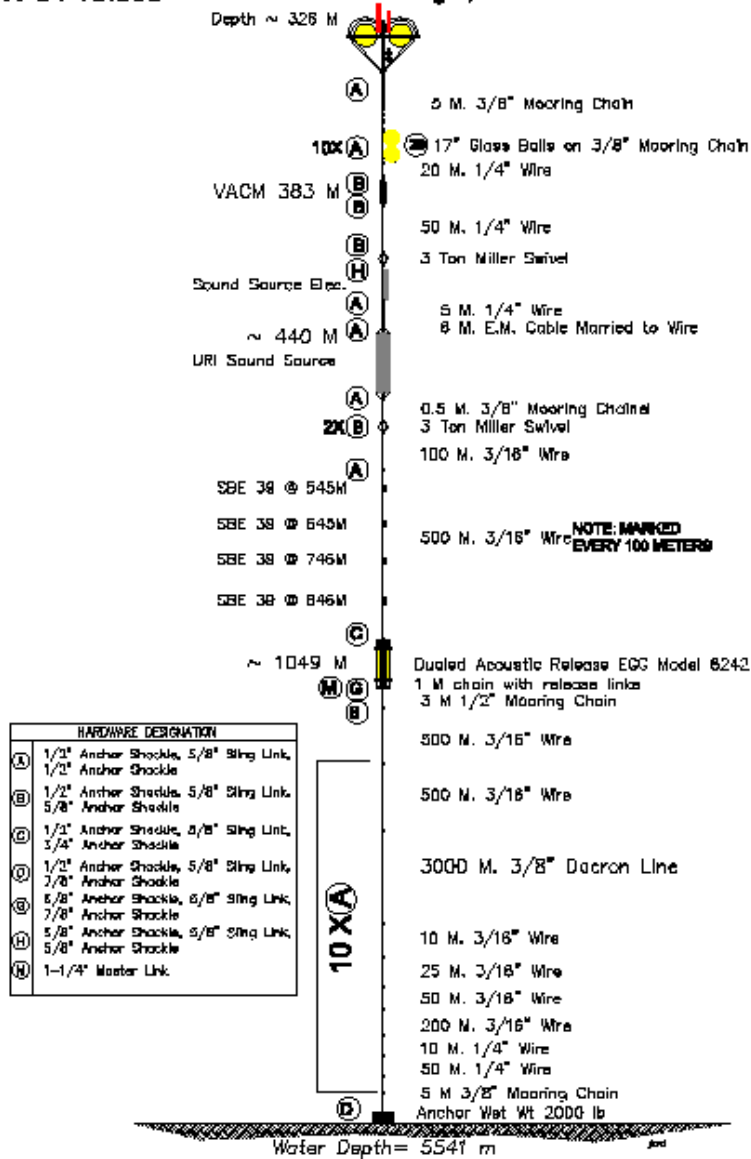 Depth ~ 326 M
A
5 M. 3/8" Mooring Chain
10X A
17" Glass Balls on 3/8" Mooring Chain
20 M. 1/4" Wire
B
VACM 383 M
B
50 M. 1/4" Wire
B
3 Ton Miller Swivel
H
Sound Source Elec.
A
5 M. 1/4" Wire
~ 440 M A
6 M. E.M. Cable Married to Wire
URI Sound Source
A
0.5 M. 3/8" Mooring Chainel
2X B
3 Ton Miller Swivel
100 M. 3/16" Wire
A
SBE 39 @ 545M
SBE 39 @ 645M
500 M. 3/16" Wire
NOTE: MARKED
EVERY 100 METERS
SBE 39 @ 746M
SBE 39 @ 846M
C
~ 1049 M
Dualed Acoustic Release EGG Model 8242
M G
1 M chain with release links
3 M 1/2" Mooring Chain
B
500 M. 3/16" Wire
500 M. 3/16" Wire
3000 M. 3/8" Dacron Line
10 X A
10 M. 3/16" Wire
25 M. 3/16" Wire
50 M. 3/16" Wire
200 M. 3/16" Wire
10 M. 1/4" Wire
50 M. 1/4" Wire
5 M 3/8" Mooring Chain
D
Anchor Wet Wt 2000 lb
Water Depth= 5541 m
HARDWARE DESIGNATION
A 1/2" Anchor Shackle, 5/8" Sling Link,
1/2" Anchor Shackle
B 1/2" Anchor Shackle, 5/8" Sling Link,
5/8" Anchor Shackle
C 1/2" Anchor Shackle, 5/8" Sling Link,
3/4" Anchor Shackle
D 1/2" Anchor Shackle, 5/8" Sling Link,
7/8" Anchor Shackle
G 5/8" Anchor Shackle, 5/8" Sling Link,
7/8" Anchor Shackle
H 5/8" Anchor Shackle, 5/8" Sling Link,
5/8" Anchor Shackle
M 1-1/4" Master Link